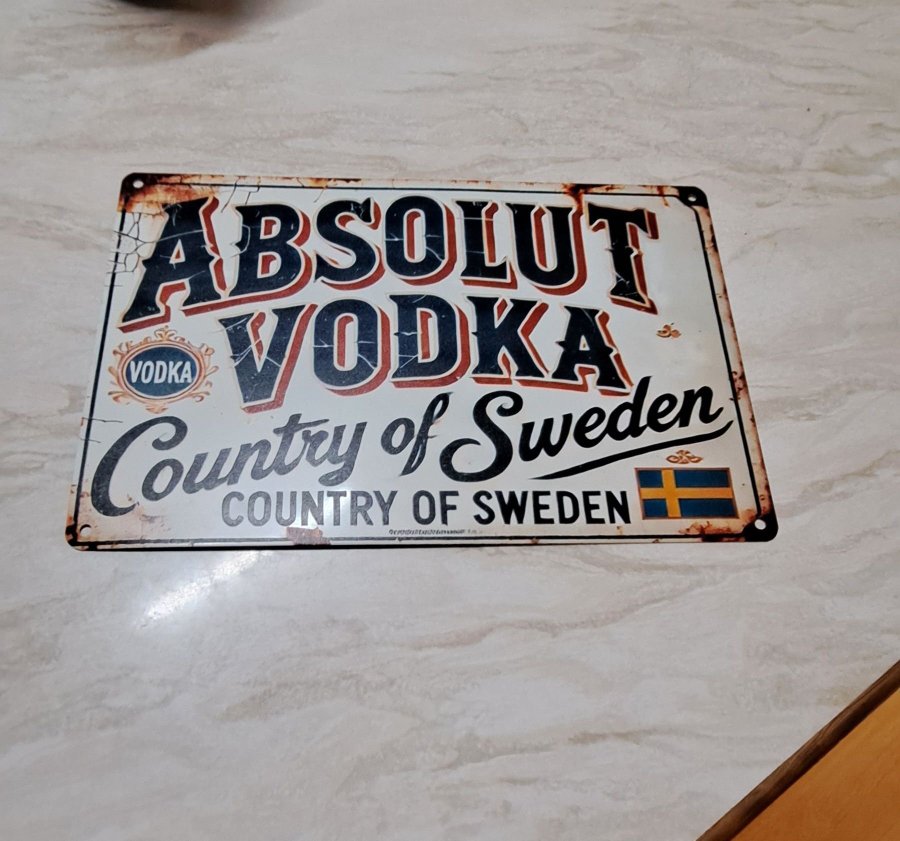 ABSOLUT
VODKA
VODKA
Country of Sweden
COUNTRY OF SWEDEN